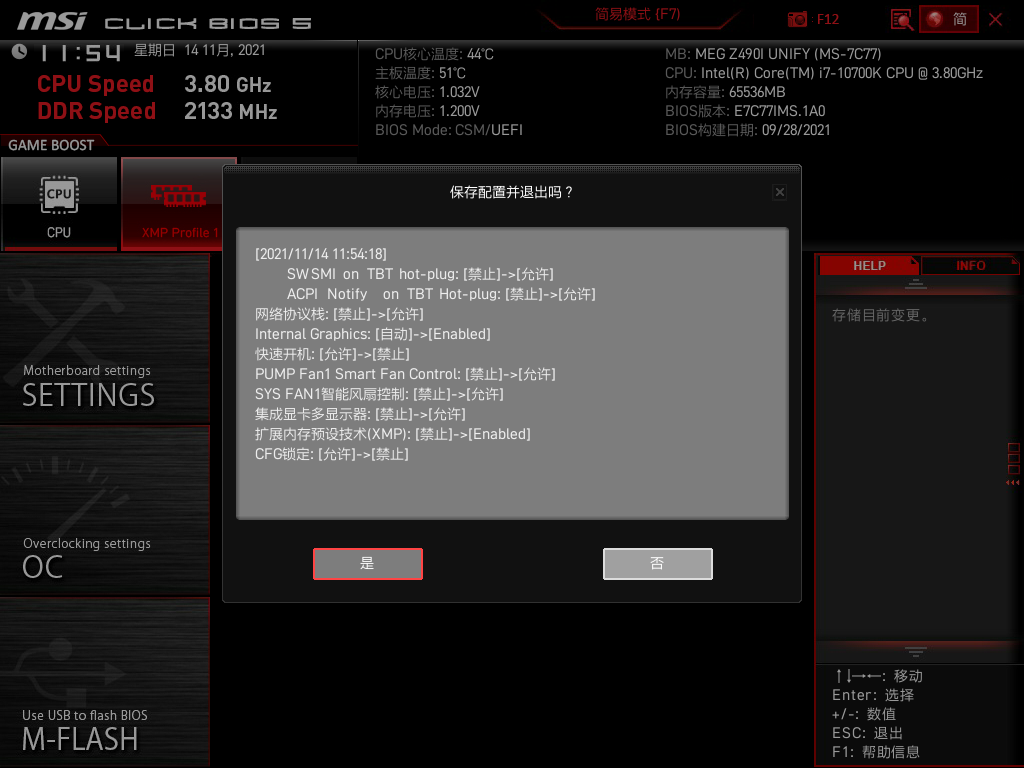 msi CLICK BIOS 5
简易模式 (F7)
F12
简
11:54 星期日 14 11月, 2021
CPU Speed 3.80 GHz
DDR Speed 2133 MHz
CPU核心温度: 44°C
主板温度: 51°C
核心电压: 1.032V
内存电压: 1.200V
BIOS Mode: CSM/UEFI
MB: MEG Z490I UNIFY (MS-7C77)
CPU: Intel(R) Core(TM) i7-10700K CPU @ 3.80GHz
内存容量: 65536MB
BIOS版本: E7C77IMS.1A0
BIOS构建日期: 09/28/2021
GAME BOOST
CPU
CPU
XMP Profile 1
保存配置并退出吗？
[2021/11/14 11:54:18]
SW SMI on TBT hot-plug: [禁止]->[允许]
ACPI Notify on TBT Hot-plug: [禁止]->[允许]
网络协议栈: [禁止]->[允许]
Internal Graphics: [自动]->[Enabled]
快速开机: [允许]->[禁止]
PUMP Fan1 Smart Fan Control: [禁止]->[允许]
SYS FAN1智能风扇控制: [禁止]->[允许]
集成显卡多显示器: [禁止]->[允许]
扩展内存预设技术(XMP): [禁止]->[Enabled]
CFG锁定: [允许]->[禁止]
是
否
Motherboard settings
SETTINGS
Overclocking settings
OC
Use USB to flash BIOS
M-FLASH
HELP
INFO
存储目前变更。
↑↓→←: 移动
Enter: 选择
+/-: 数值
ESC: 退出
F1: 帮助信息